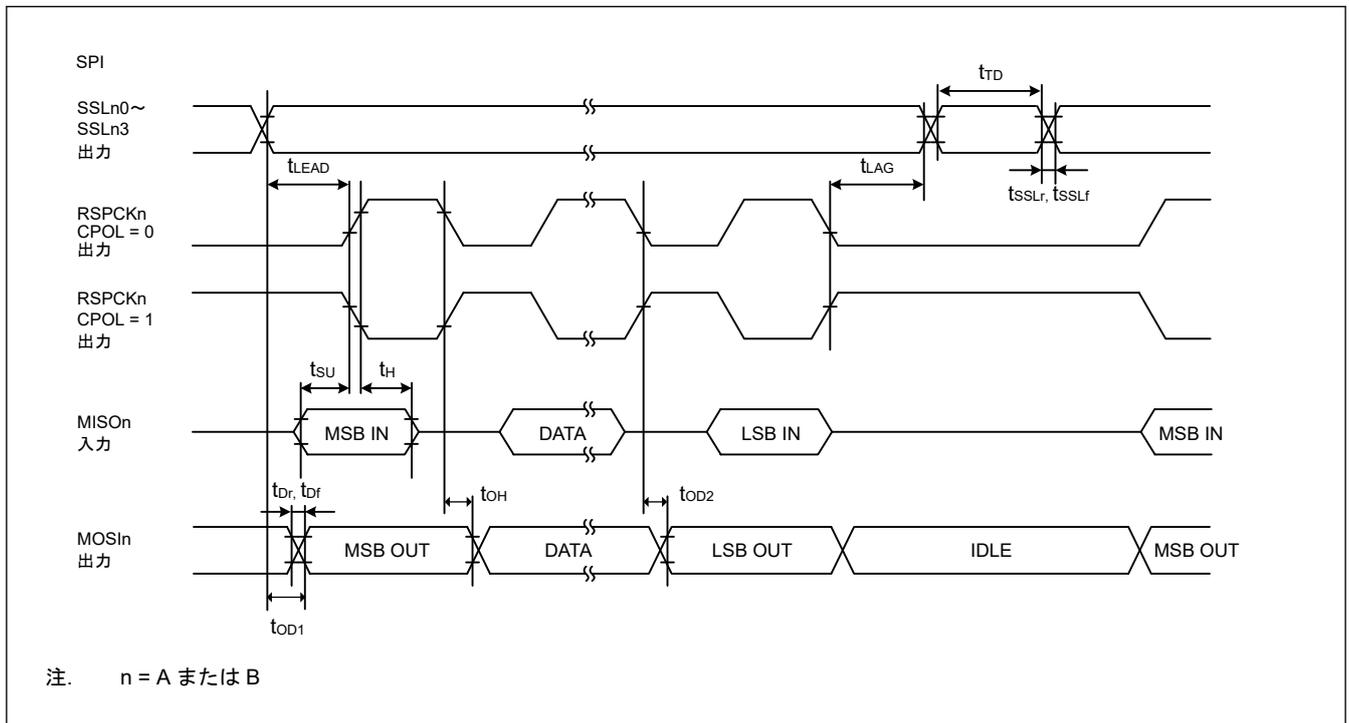 SPI
tTD
SSLn0～
SSLn3
出力
tLEAD
tLAG
tSSLr, tSSLf
RSPCKn
CPOL = 0
出力
RSPCKn
CPOL = 1
出力
tSU
tH
MISOn
入力
MSB IN
DATA
LSB IN
MSB IN
tDr, tDf
tOH
tOD2
MOSIn
出力
MSB OUT
DATA
LSB OUT
IDLE
MSB OUT
tOD1
注. n = A または B